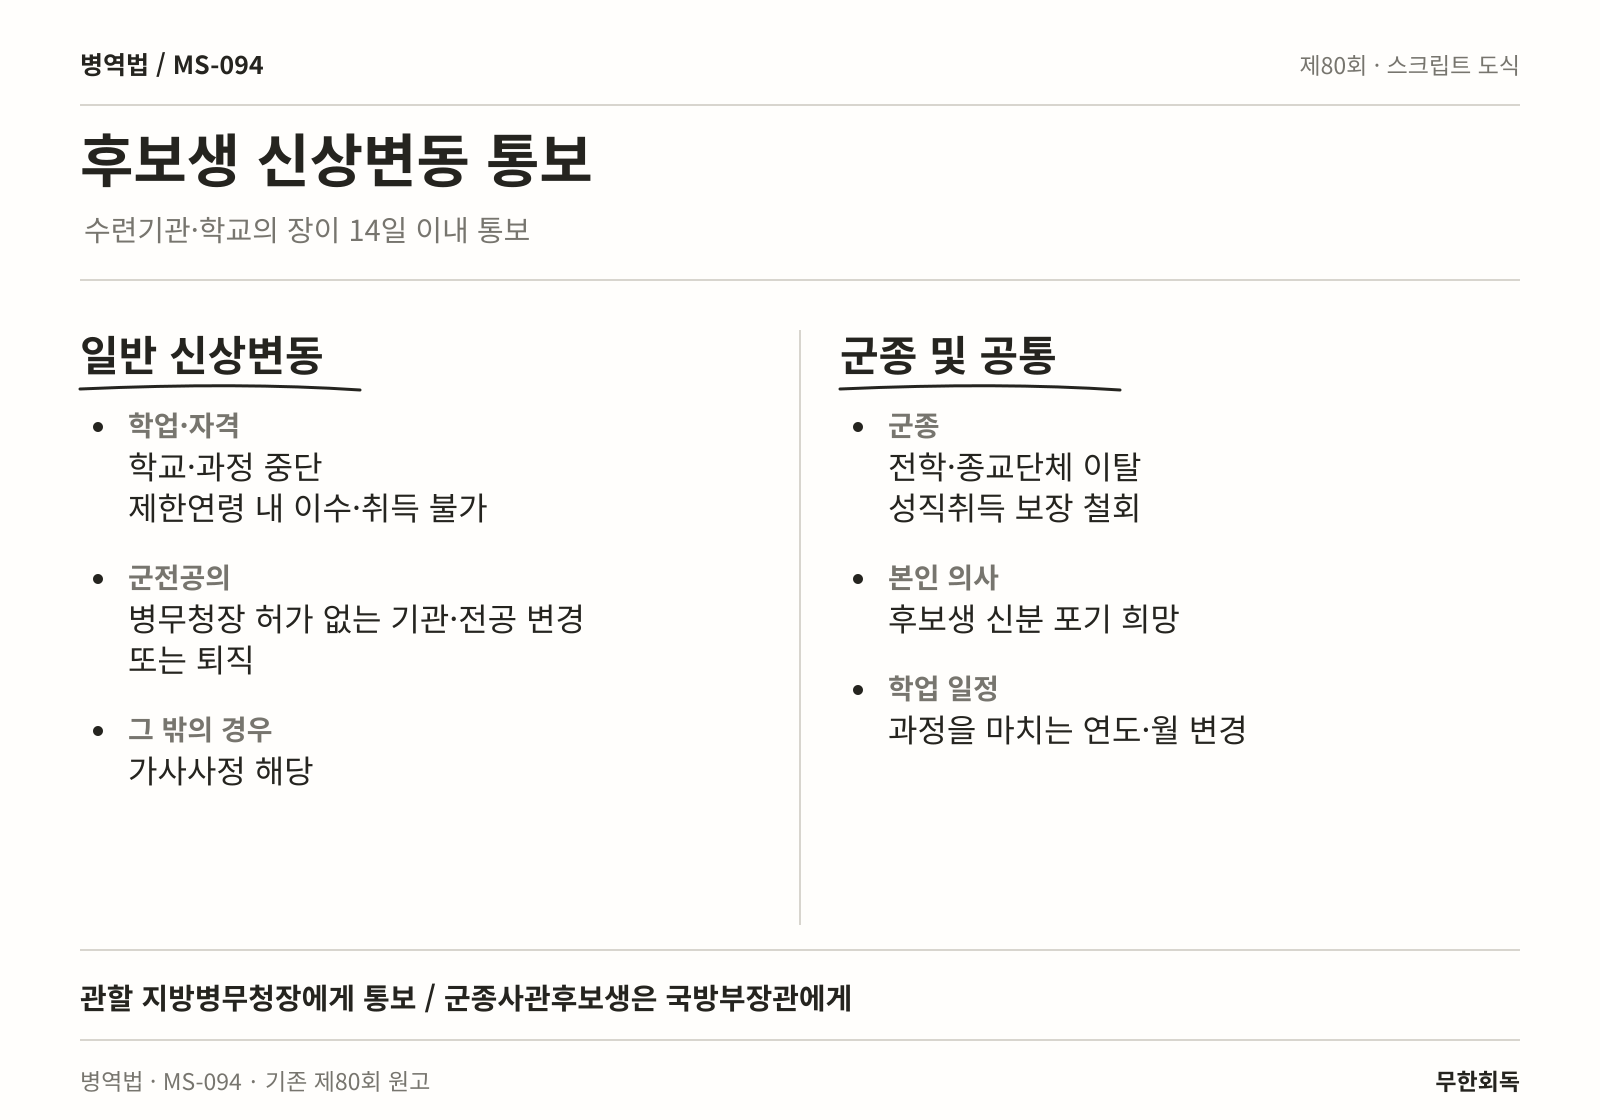 병역법 / MS-094
제80회 · 스크립트 도식
후보생 신상변동 통보
수련기관·학교의 장이 14일 이내 통보
일반 신상변동
• 학업·자격
학교·과정 중단
제한연령 내 이수·취득 불가
• 군전공의
병무청장 허가 없는 기관·전공 변경
또는 퇴직
• 그 밖의 경우
가사사정 해당
군종 및 공통
• 군종
전학·종교단체 이탈
성직취득 보장 철회
• 본인 의사
후보생 신분 포기 희망
• 학업 일정
과정을 마치는 연도·월 변경
관할 지방병무청장에게 통보 / 군종사관후보생은 국방부장관에게
병역법 · MS-094 · 기존 제80회 원고
무한회독